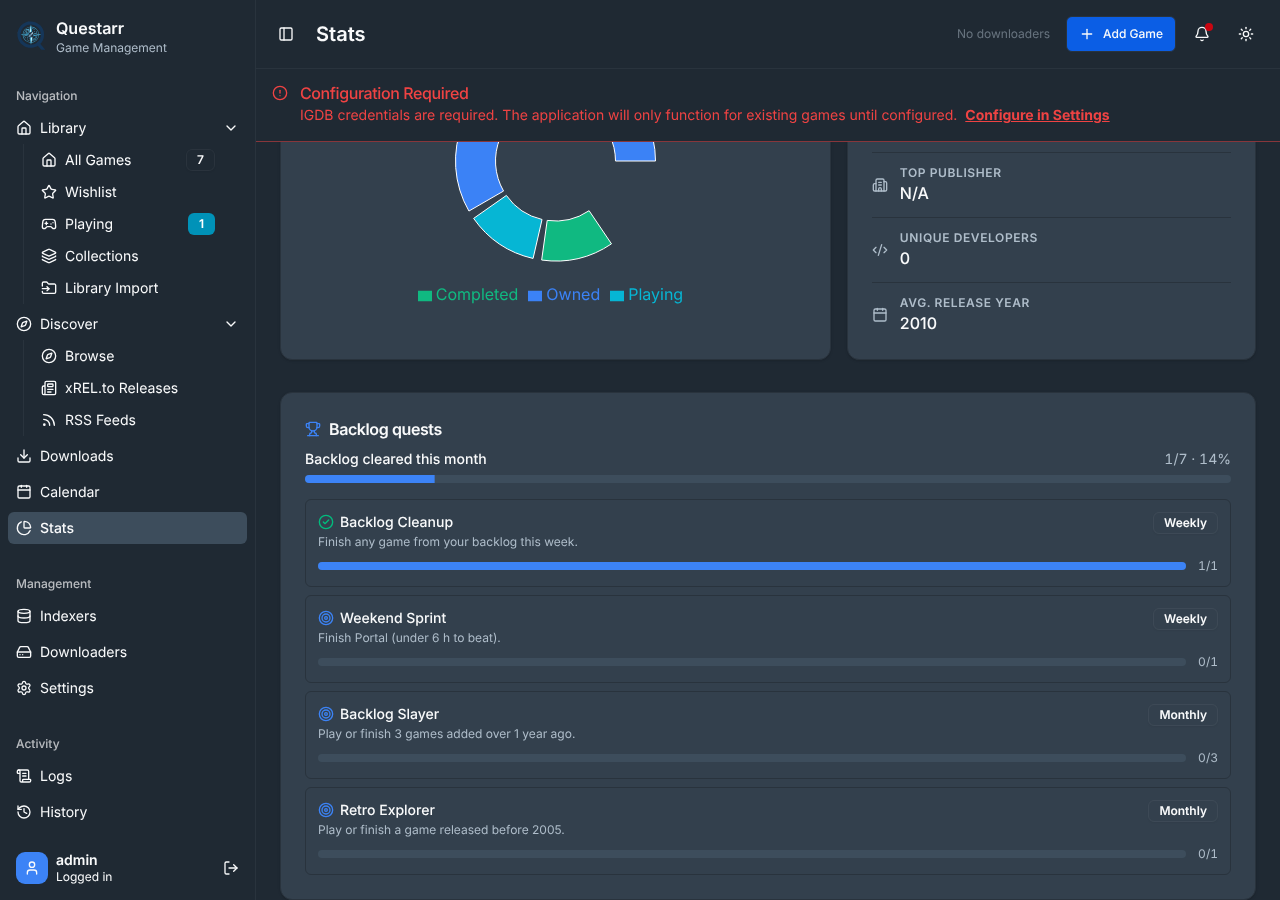 Questarr
Game Management
Navigation
Library
All Games
7
Wishlist
Playing
1
Collections
Library Import
Discover
Browse
xREL.to Releases
RSS Feeds
Downloads
Calendar
Stats
Management
Indexers
Downloaders
Settings
Activity
Logs
History
admin
Logged in
Stats
No downloaders
Add Game
Configuration Required
IGDB credentials are required. The application will only function for existing games until configured. Configure in Settings
Completed Owned Playing
TOP PUBLISHER
N/A
UNIQUE DEVELOPERS
0
AVG. RELEASE YEAR
2010
Backlog quests
Backlog cleared this month
1/7 · 14%
Backlog Cleanup
Weekly
Finish any game from your backlog this week.
1/1
Weekend Sprint
Weekly
Finish Portal (under 6 h to beat).
0/1
Backlog Slayer
Monthly
Play or finish 3 games added over 1 year ago.
0/3
Retro Explorer
Monthly
Play or finish a game released before 2005.
0/1